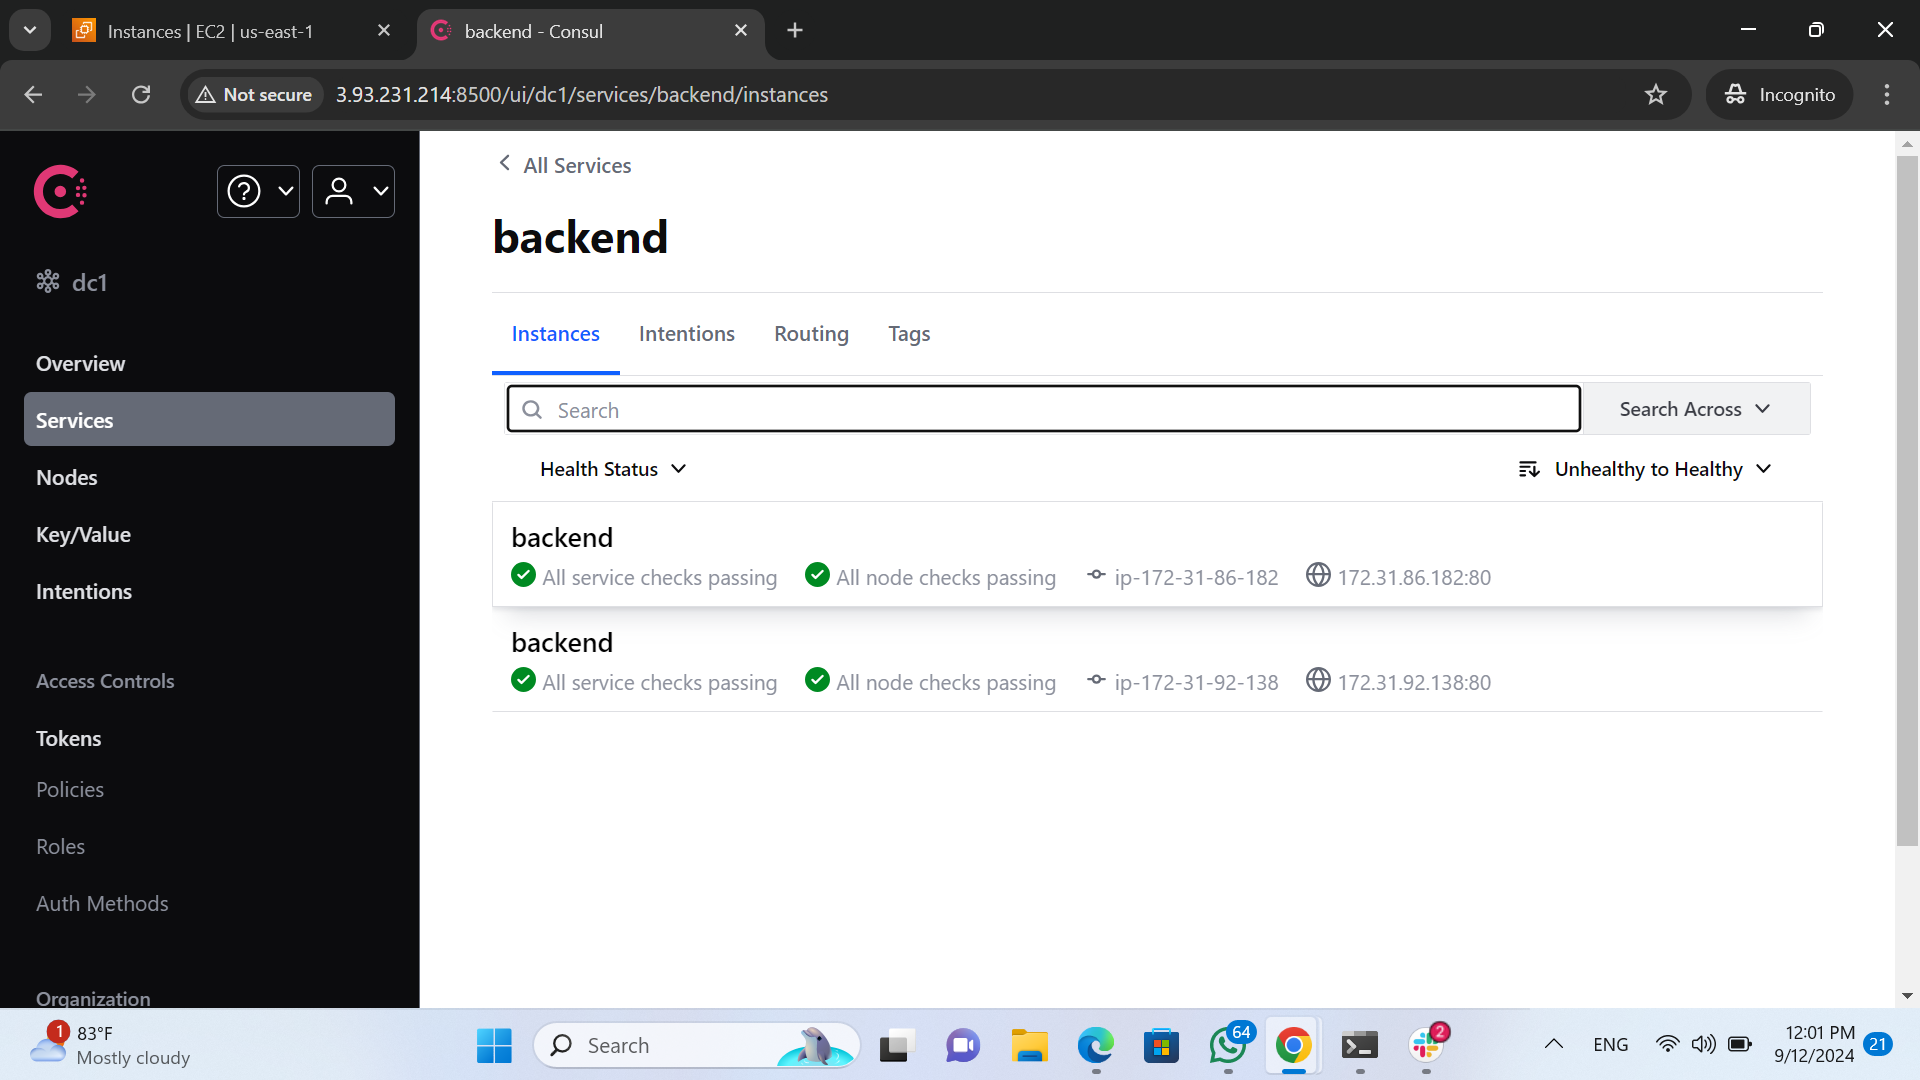 Instances | EC2 | us-east-1
backend - Consul
Not secure
3.93.231.214:8500/ui/dc1/services/backend/instances
Incognito
dc1
Overview
Services
Nodes
Key/Value
Intentions
Access Controls
Tokens
Policies
Roles
Auth Methods
Organization
All Services
backend
Instances
Intentions
Routing
Tags
Search
Search Across
Health Status
Unhealthy to Healthy
backend
All service checks passing
All node checks passing
ip-172-31-86-182
172.31.86.182:80
backend
All service checks passing
All node checks passing
ip-172-31-92-138
172.31.92.138:80
1
83°F
Mostly cloudy
Search
64
2
ENG
12:01 PM
9/12/2024
21